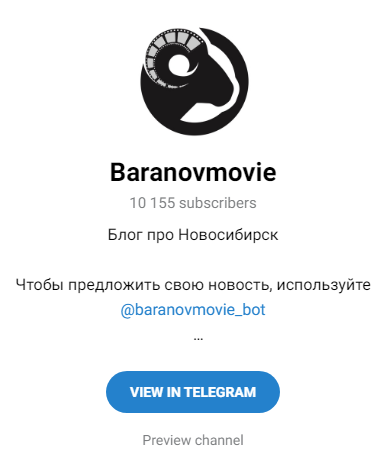 Baranovmovie
10 155 subscribers
Блог про Новосибирск
Чтобы предложить свою новость, используйте
@baranovmovie_bot
...
VIEW IN TELEGRAM
Preview channel